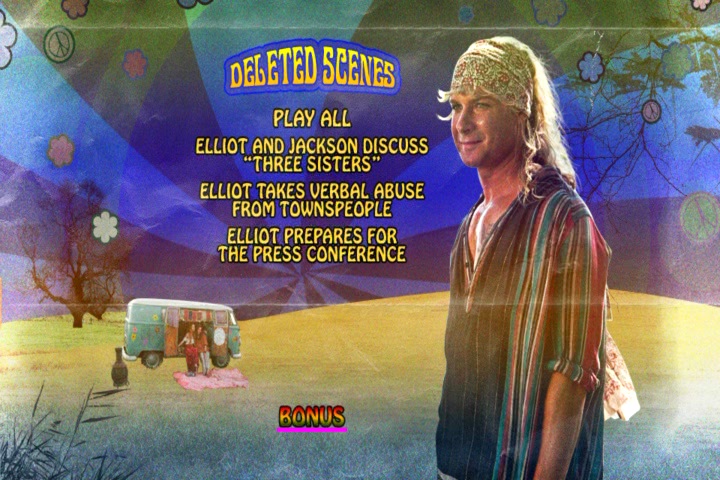 DELETED SCENES
PLAY ALL
ELLIOT AND JACKSON DISCUSS
"THREE SISTERS"
ELLIOT TAKES VERBAL ABUSE
FROM TOWNSPEOPLE
ELLIOT PREPARES FOR
THE PRESS CONFERENCE
BONUS